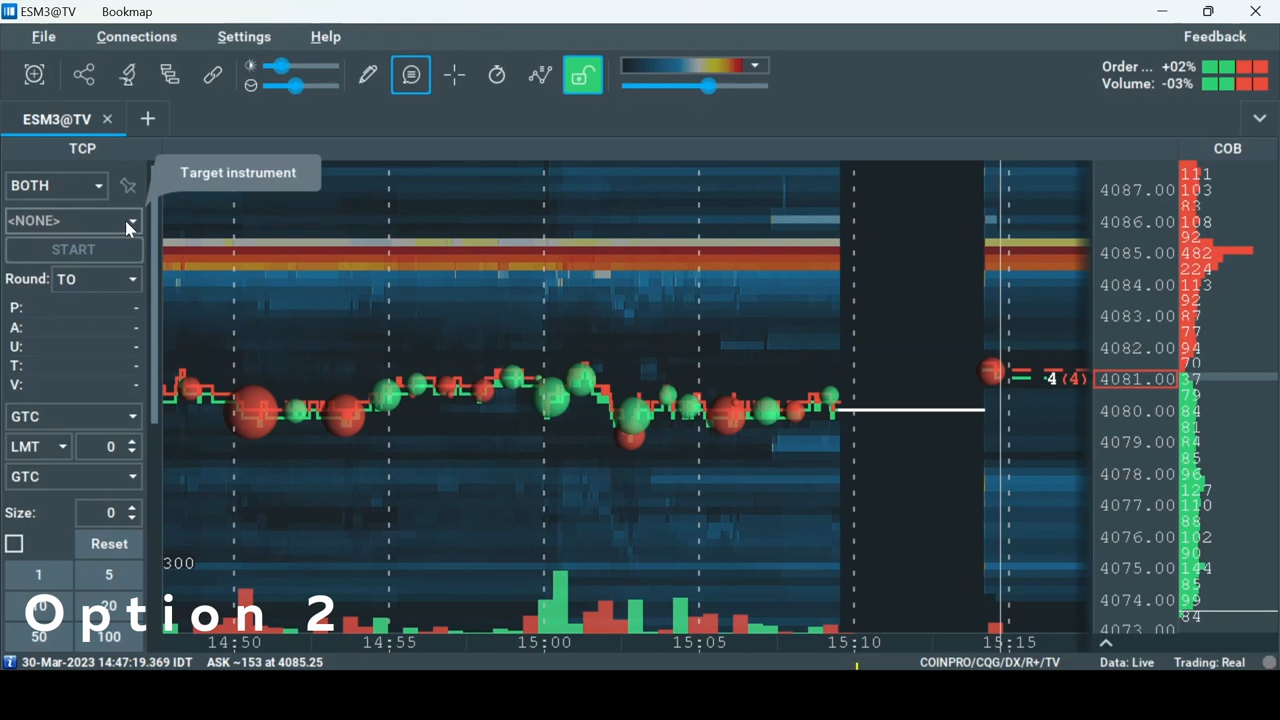 ESM3@TV Bookmap
File Connections Settings Help Feedback
Order ... +02%
Volume: -03%
ESM3@TV
TCP COB
Target instrument
BOTH
<NONE>
START
Round: TO
P: -
A: -
U: -
T: -
V: -
GTC
LMT 0
GTC
Size: 0
Reset
1 5
10 20
50 100
Option 2
300
4 (4)
4087.00
4086.00
4085.00
4084.00
4083.00
4082.00
4081.00
4080.00
4079.00
4078.00
4077.00
4076.00
4075.00
4074.00
4073.00
111
103
83
108
92
482
224
113
92
87
77
94
70
37
79
84
81
84
85
96
127
110
88
102
90
144
85
99
84
14:50 14:55 15:00 15:05 15:10 15:15
30-Mar-2023 14:47:19.369 IDT ASK ~153 at 4085.25 COINPRO/CQG/DX/R+/TV Data: Live Trading: Real